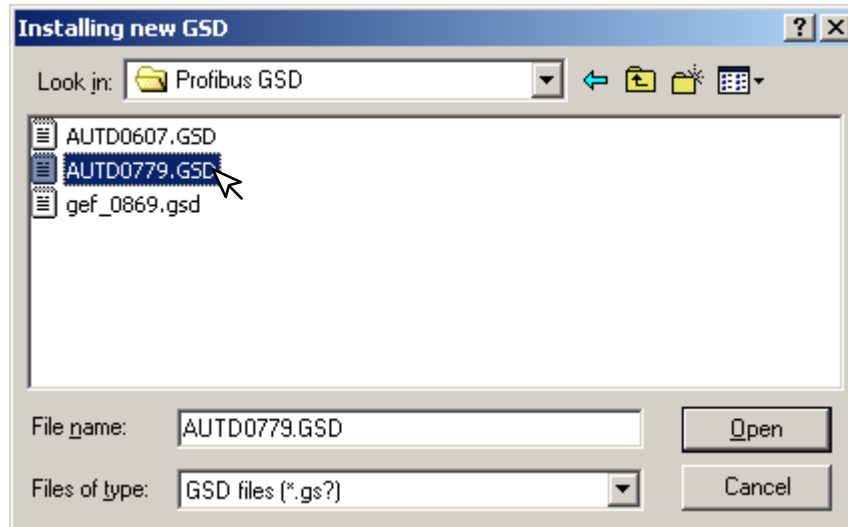 Installing new GSD
Look in: Profibus GSD
AUTD0607.GSD
AUTD0779.GSD
gef_0869.gsd
File name: AUTD0779.GSD Open
Files of type: GSD files (*.gs?) Cancel